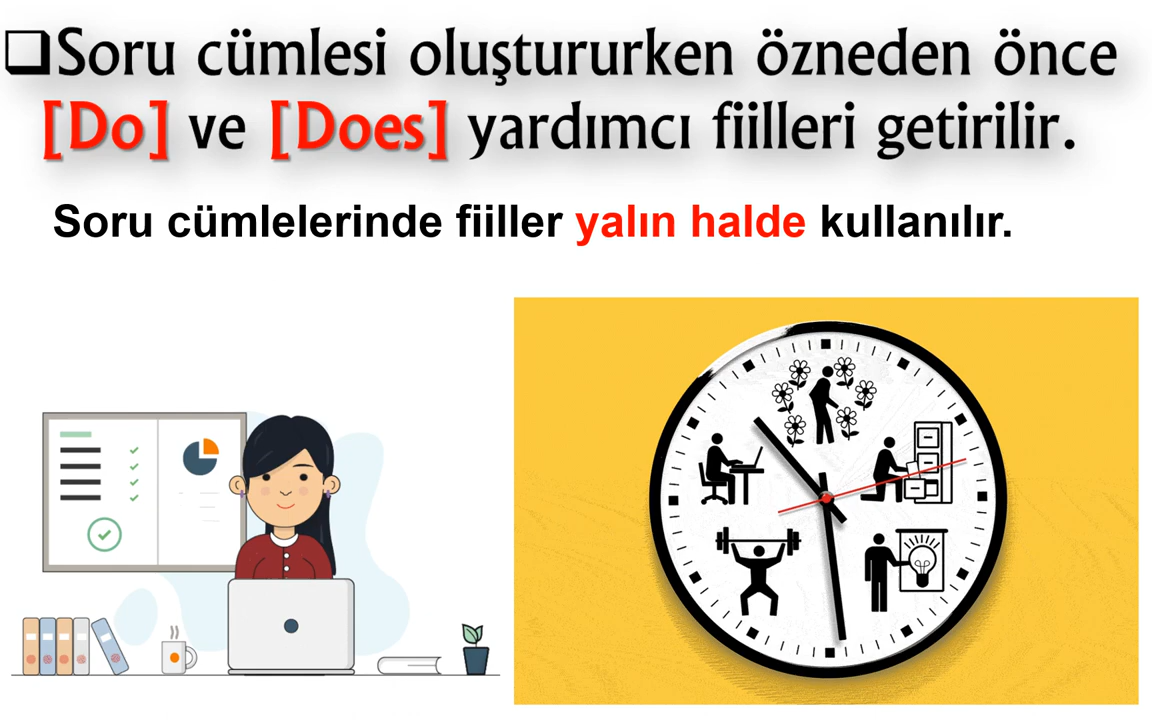 ❑Soru cümlesi oluştururken özneden önce
[Do] ve [Does] yardımcı fiilleri getirilir.
Soru cümlelerinde fiiller yalın halde kullanılır.